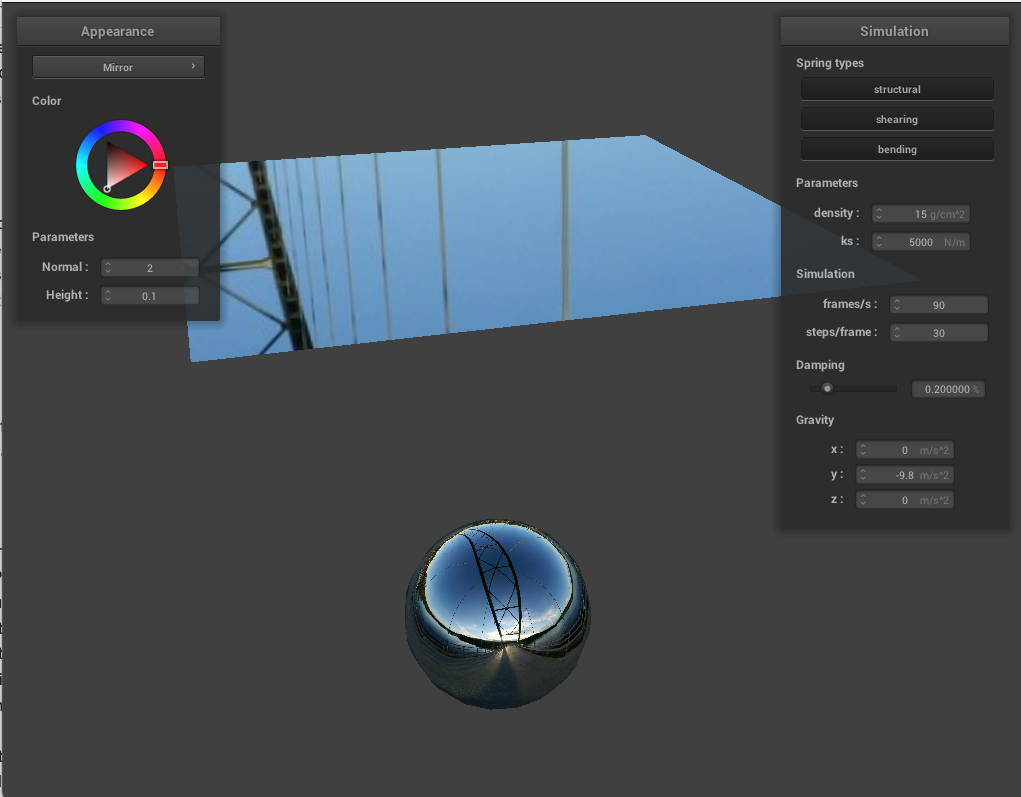 Appearance
Mirror
Color
Parameters
Normal : 2
Height : 0.1
Simulation
Spring types
structural
shearing
bending
Parameters
density : 15 g/cm^2
ks : 5000 N/m
Simulation
frames/s : 90
steps/frame : 30
Damping
0.200000 %
Gravity
x : 0 m/s^2
y : -9.8 m/s^2
z : 0 m/s^2